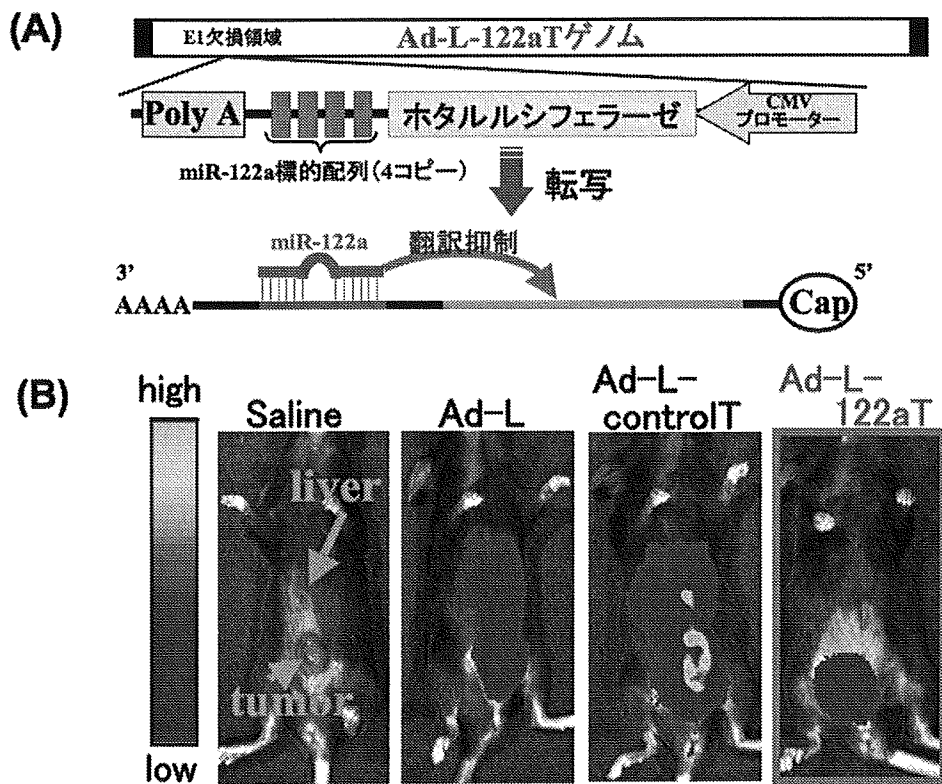 (A)
E1欠損領域
Ad-L-122aTゲノム
Poly A
ホタルルシフェラーゼ
CMV
プロモーター
miR-122a標的配列(4コピー)
転写
miR-122a
翻訳抑制
3'
5'
AAAA
Cap
(B)
high
low
Saline
Ad-L
Ad-L-
controlT
Ad-L-
122aT
liver
tumor